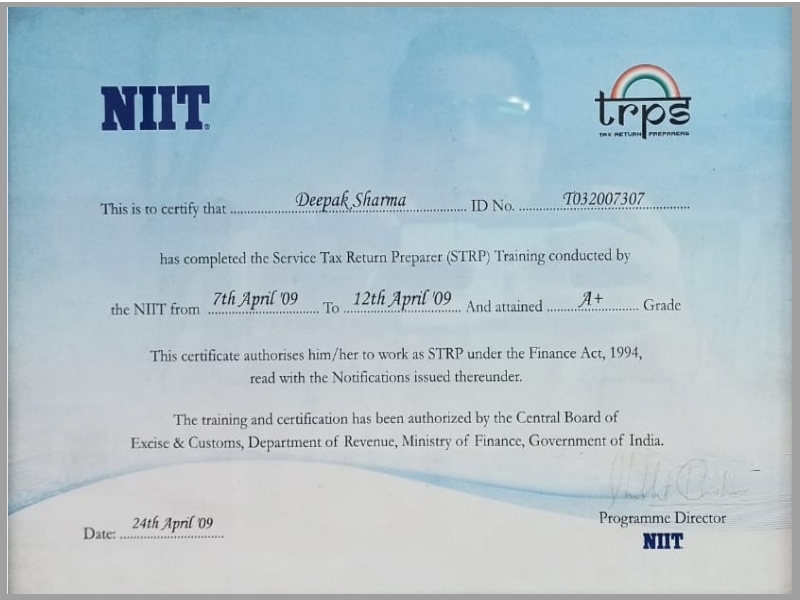 NIIT
trps
TAX RETURN PREPARERS
This is to certify that Deepak Sharma ID No. T032007307
has completed the Service Tax Return Preparer (STRP) Training conducted by
the NIIT from 7th April '09 To 12th April '09 And attained A+ Grade
This certificate authorises him/her to work as STRP under the Finance Act, 1994,
read with the Notifications issued thereunder.
The training and certification has been authorized by the Central Board of
Excise & Customs, Department of Revenue, Ministry of Finance, Government of India.
Programme Director
Date: 24th April '09
NIIT